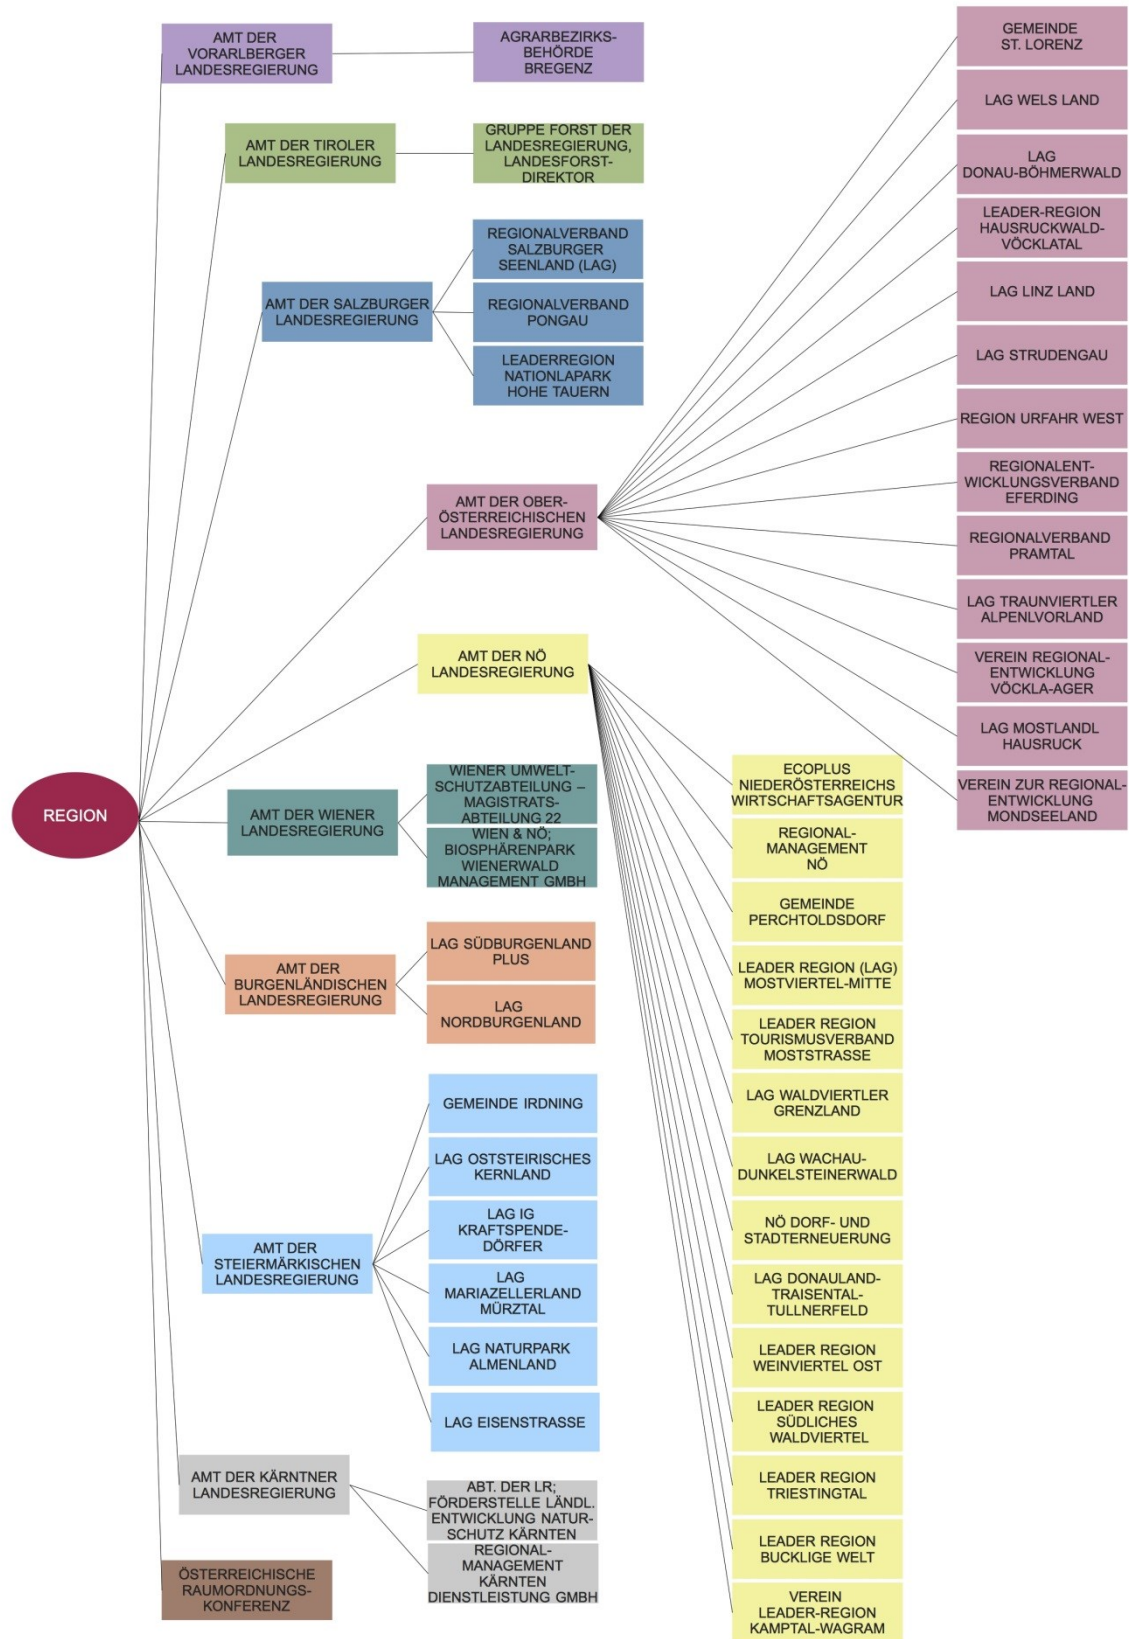 REGION
AMT DER
VORARLBERGER
LANDESREGIERUNG
AGRARBEZIRKS-
BEHÖRDE
BREGENZ
AMT DER TIROLER
LANDESREGIERUNG
GRUPPE FORST DER
LANDESREGIERUNG,
LANDESFORST-
DIREKTOR
AMT DER SALZBURGER
LANDESREGIERUNG
REGIONALVERBAND
SALZBURGER
SEENLAND (LAG)
REGIONALVERBAND
PONGAU
LEADERREGION
NATIONLAPARK
HOHE TAUERN
AMT DER OBER-
ÖSTERREICHISCHEN
LANDESREGIERUNG
GEMEINDE
ST. LORENZ
LAG WELS LAND
LAG
DONAU-BÖHMERWALD
LEADER-REGION
HAUSRUCKWALD-
VÖCKLATAL
LAG LINZ LAND
LAG STRUDENGAU
REGION URFAHR WEST
REGIONALENT-
WICKLUNGSVERBAND
EFERDING
REGIONALVERBAND
PRAMTAL
LAG TRAUNVIERTLER
ALPENLVORLAND
VEREIN REGIONAL-
ENTWICKLUNG
VÖCKLA-AGER
LAG MOSTLANDL
HAUSRUCK
VEREIN ZUR REGIONAL-
ENTWICKLUNG
MONDSEELAND
AMT DER NÖ
LANDESREGIERUNG
ECOPLUS
NIEDERÖSTERREICHS
WIRTSCHAFTSAGENTUR
REGIONAL-
MANAGEMENT
NÖ
GEMEINDE
PERCHTOLDSDORF
LEADER REGION (LAG)
MOSTVIERTEL-MITTE
LEADER REGION
TOURISMUSVERBAND
MOSTSTRASSE
LAG WALDVIERTLER
GRENZLAND
LAG WACHAU-
DUNKELSTEINERWALD
NÖ DORF- UND
STADTERNEUERUNG
LAG DONAULAND-
TRAISENTAL-
TULLNERFELD
LEADER REGION
WEINVIERTEL OST
LEADER REGION
SÜDLICHES
WALDVIERTEL
LEADER REGION
TRIESTINGTAL
LEADER REGION
BUCKLIGE WELT
VEREIN
LEADER-REGION
KAMPTAL-WAGRAM
AMT DER WIENER
LANDESREGIERUNG
WIENER UMWELT-
SCHUTZABTEILUNG –
MAGISTRATS-
ABTEILUNG 22
WIEN & NÖ;
BIOSPHÄRENPARK
WIENERWALD
MANAGEMENT GMBH
AMT DER
BURGENLÄNDISCHEN
LANDESREGIERUNG
LAG SÜDBURGENLAND
PLUS
LAG
NORDBURGENLAND
AMT DER
STEIERMÄRKISCHEN
LANDESREGIERUNG
GEMEINDE IRDNING
LAG OSTSTEIRISCHES
KERNLAND
LAG IG
KRAFTSPENDE-
DÖRFER
LAG
MARIAZELLERLAND
MÜRZTAL
LAG NATURPARK
ALMENLAND
LAG EISENSTRASSE
AMT DER KÄRNTNER
LANDESREGIERUNG
ABT. DER LR;
FÖRDERSTELLE LÄNDL.
ENTWICKLUNG NATUR-
SCHUTZ KÄRNTEN
REGIONAL-
MANAGEMENT
KÄRNTEN
DIENSTLEISTUNG GMBH
ÖSTERREICHISCHE
RAUMORDNUNGS-
KONFERENZ